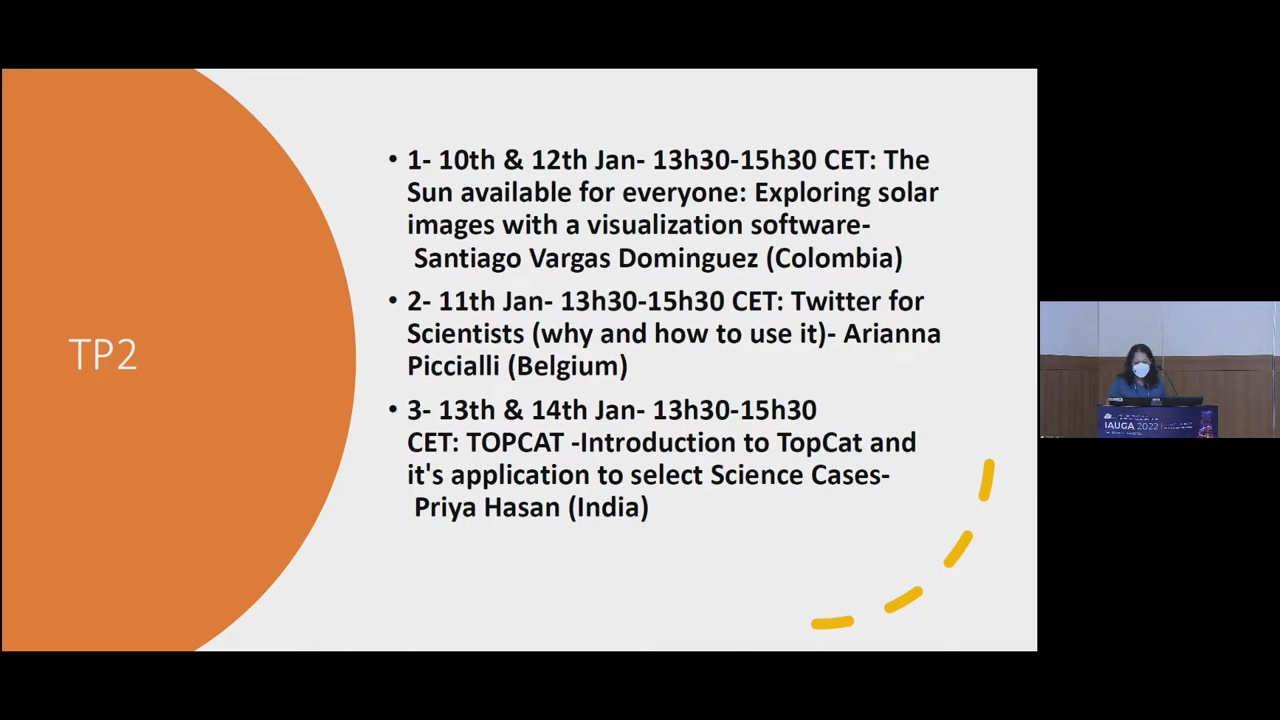 TP2
• 1- 10th & 12th Jan- 13h30-15h30 CET: The
Sun available for everyone: Exploring solar
images with a visualization software-
Santiago Vargas Dominguez (Colombia)
• 2- 11th Jan- 13h30-15h30 CET: Twitter for
Scientists (why and how to use it)- Arianna
Piccialli (Belgium)
• 3- 13th & 14th Jan- 13h30-15h30
CET: TOPCAT -Introduction to TopCat and
it's application to select Science Cases-
Priya Hasan (India)
IAUGA 2022